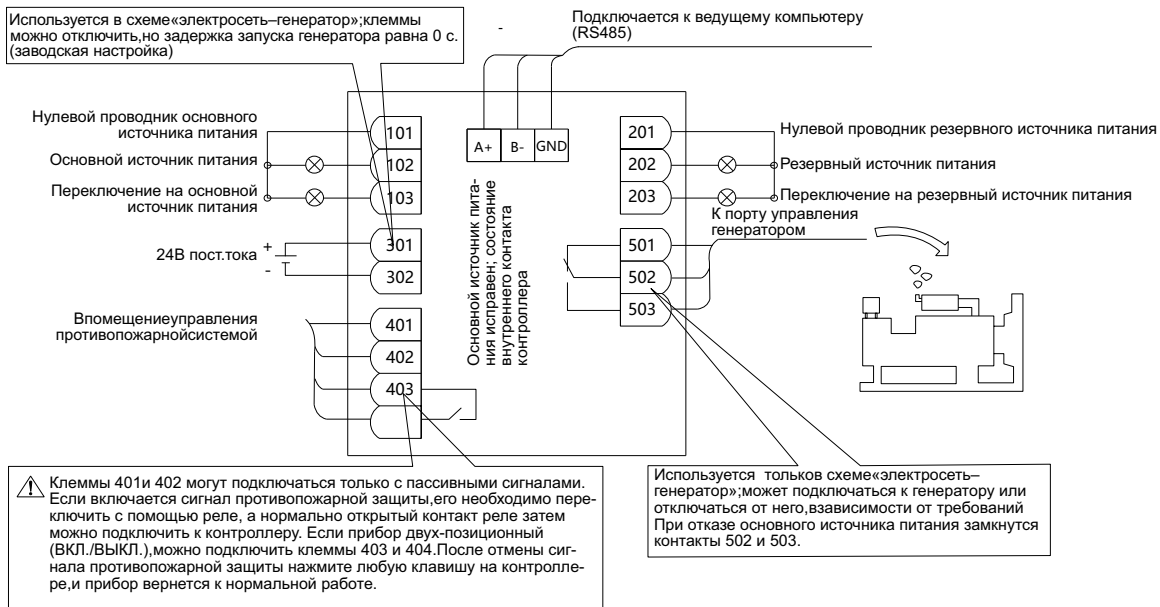 Используется в схеме«электросеть–генератор»;клеммы
можно отключить,но задержка запуска генератора равна 0 с.
(заводская настройка)
-
Подключается к ведущему компьютеру
(RS485)
Нулевой проводник основного
источника питания
Основной источник питания
Переключение на основной
источник питания
24В пост.тока
+
-
Впомещениеуправления
противопожарнойсистемой
101
102
103
301
302
401
402
403
A+
B-
GND
Основной источник пита-
ния исправен; состояние
внутреннего контакта
контроллера
201
202
203
501
502
503
Нулевой проводник резервного источника питания
Резервный источник питания
Переключение на резервный источник питания
К порту управления
генератором
Клеммы 401и 402 могут подключаться только с пассивными сигналами.
Если включается сигнал противопожарной защиты,его необходимо пере-
ключить с помощью реле, а нормально открытый контакт реле затем
можно подключить к контроллеру. Если прибор двух-позиционный
(ВКЛ./ВЫКЛ.),можно подключить клеммы 403 и 404.После отмены сиг-
нала противопожарной защиты нажмите любую клавишу на контролле-
ре,и прибор вернется к нормальной работе.
Используется тольков схеме«электросеть–
генератор»;может подключаться к генератору или
отключаться от него,взависимости от требований
При отказе основного источника питания замкнутся
контакты 502 и 503.